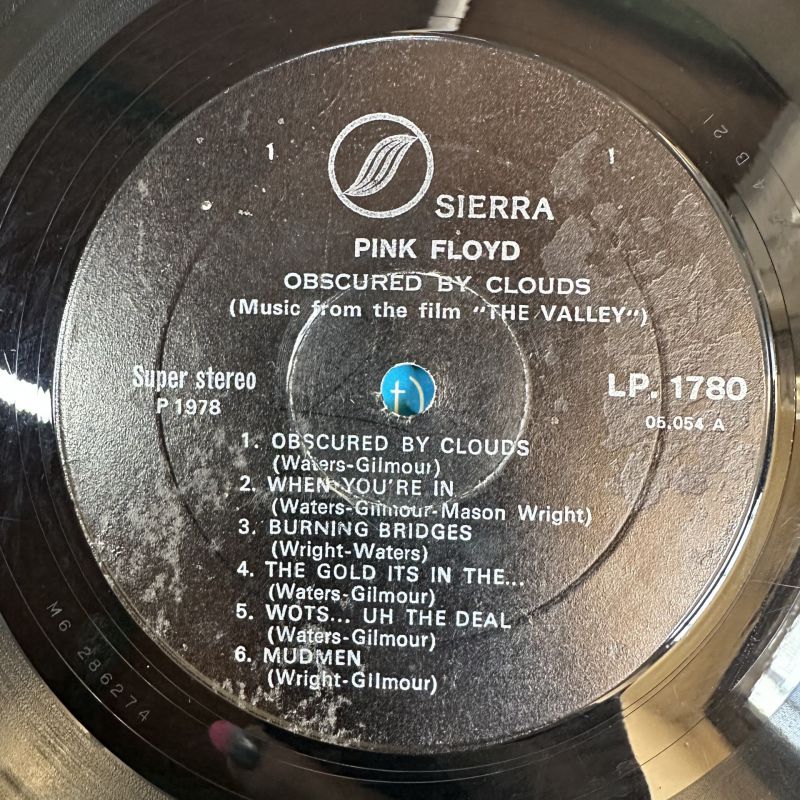 1 1
SIERRA
PINK FLOYD
OBSCURED BY CLOUDS
(Music from the film "THE VALLEY")
Super stereo LP. 1780
P 1978 05.054 A
1. OBSCURED BY CLOUDS
(Waters-Gilmour)
2. WHEN YOU'RE IN
(Waters-Gilmour-Mason Wright)
3. BURNING BRIDGES
(Wright-Waters)
4. THE GOLD ITS IN THE...
(Waters-Gilmour)
5. WOTS... UH THE DEAL
(Waters-Gilmour)
6. MUDMEN
(Wright-Gilmour)
M6 286274